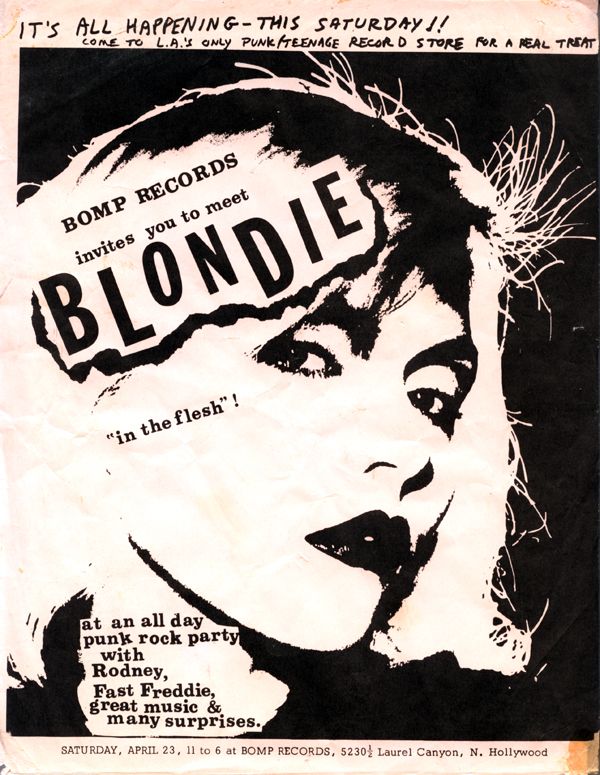 IT'S ALL HAPPENING - THIS SATURDAY!!
COME TO L.A.'S ONLY PUNK/TEENAGE RECORD STORE FOR A REAL TREAT
BOMP RECORDS
invites you to meet
BLONDIE
"in the flesh"!
at an all day
punk rock party
with
Rodney,
Fast Freddie,
great music &
many surprises.
SATURDAY, APRIL 23, 11 to 6 at BOMP RECORDS, 5230½ Laurel Canyon, N. Hollywood